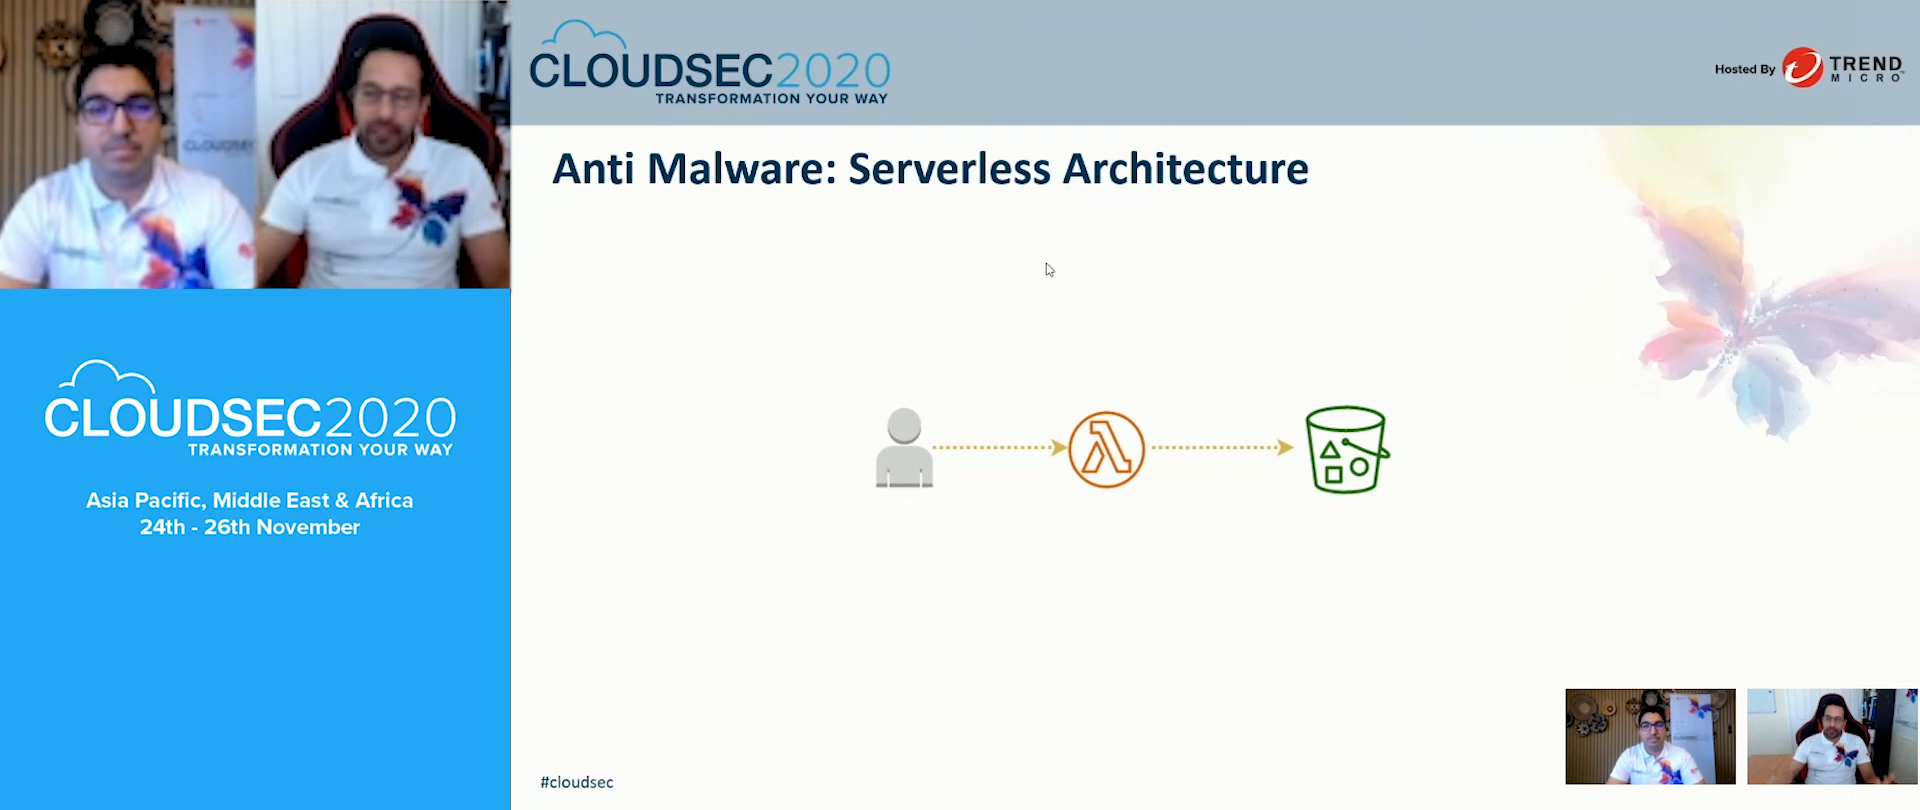 CLOUDSEC2020
TRANSFORMATION YOUR WAY
Hosted By TREND
MICRO
Anti Malware: Serverless Architecture
CLOUDSEC2020
TRANSFORMATION YOUR WAY
Asia Pacific, Middle East & Africa
24th - 26th November
#cloudsec
CLOUDSEC